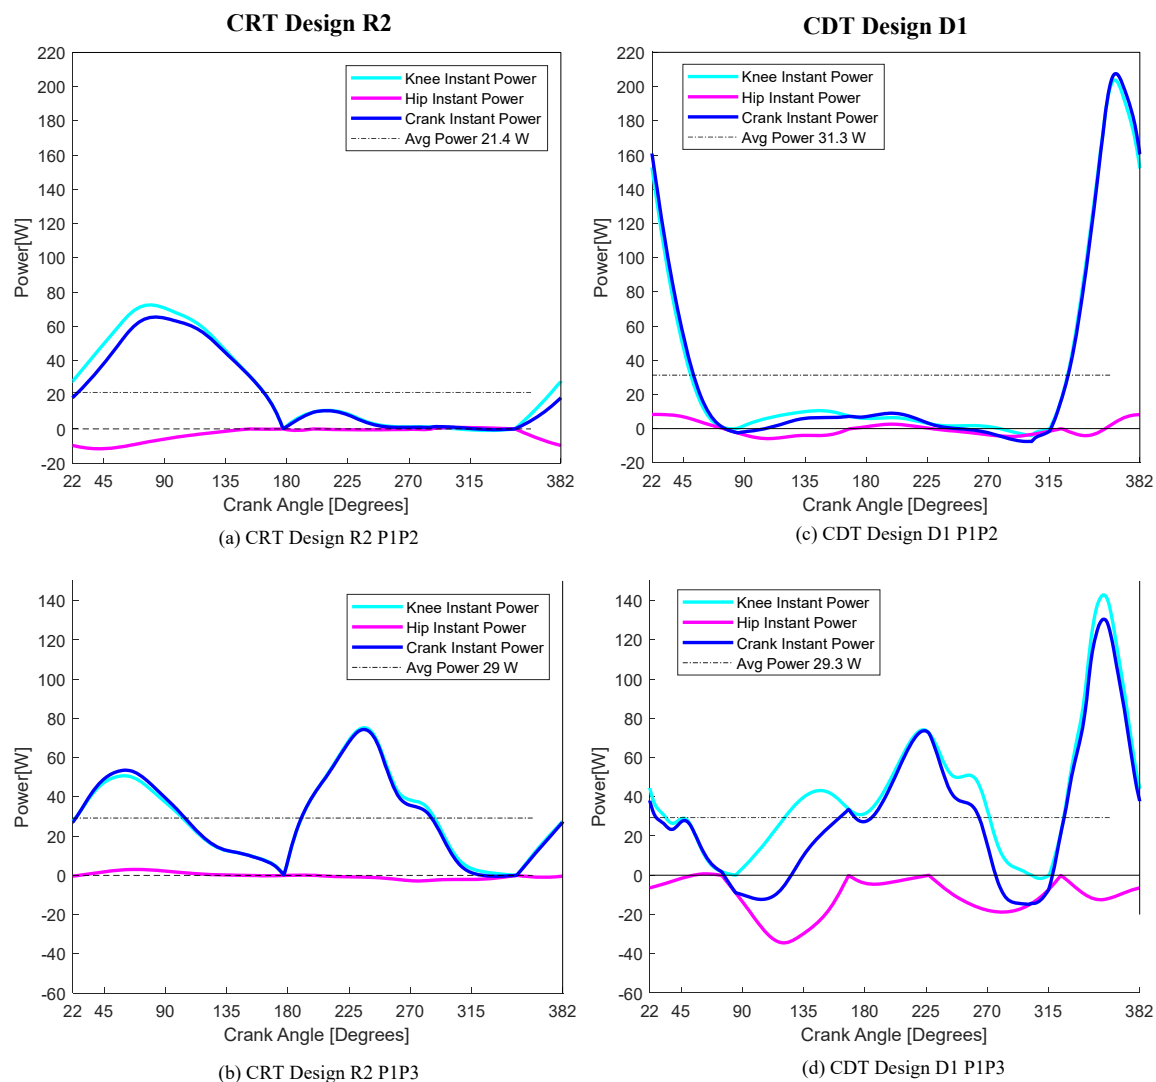 CRT Design R2
CDT Design D1
220
200
180
160
140
120
100
80
60
40
20
0
-20
Power[W]
Knee Instant Power
Hip Instant Power
Crank Instant Power
Avg Power 21.4 W
22 45 90 135 180 225 270 315 382
Crank Angle [Degrees]
(a) CRT Design R2 P1P2
220
200
180
160
140
120
100
80
60
40
20
0
-20
Power[W]
Knee Instant Power
Hip Instant Power
Crank Instant Power
Avg Power 31.3 W
22 45 90 135 180 225 270 315 382
Crank Angle [Degrees]
(c) CDT Design D1 P1P2
140
120
100
80
60
40
20
0
-20
-40
-60
Power[W]
Knee Instant Power
Hip Instant Power
Crank Instant Power
Avg Power 29 W
22 45 90 135 180 225 270 315 382
Crank Angle [Degrees]
(b) CRT Design R2 P1P3
140
120
100
80
60
40
20
0
-20
-40
-60
Power[W]
Knee Instant Power
Hip Instant Power
Crank Instant Power
Avg Power 29.3 W
22 45 90 135 180 225 270 315 382
Crank Angle [Degrees]
(d) CDT Design D1 P1P3